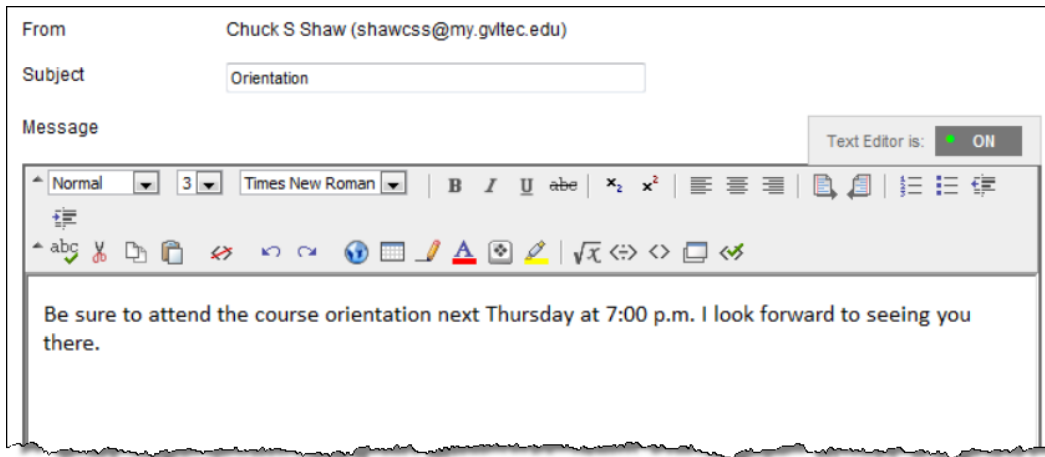 From Chuck S Shaw (shawcss@my.gvltec.edu)
Subject Orientation
Message
Text Editor is: ON
Normal 3 Times New Roman B I U abc x₂ x²
abc √x
Be sure to attend the course orientation next Thursday at 7:00 p.m. I look forward to seeing you
there.